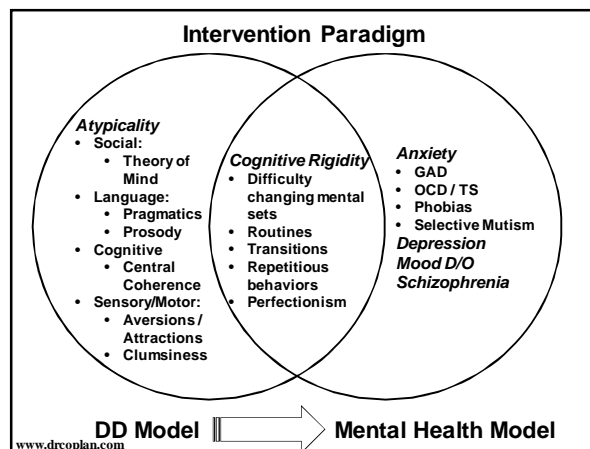 Intervention Paradigm
Atypicality
• Social:
• Theory of
Mind
• Language:
• Pragmatics
• Prosody
• Cognitive
• Central
Coherence
• Sensory/Motor:
• Aversions /
Attractions
• Clumsiness
Cognitive Rigidity
• Difficulty
changing mental
sets
• Routines
• Transitions
• Repetitious
behaviors
• Perfectionism
Anxiety
• GAD
• OCD / TS
• Phobias
• Selective Mutism
Depression
Mood D/O
Schizophrenia
DD Model
Mental Health Model
www.drcoplan.com